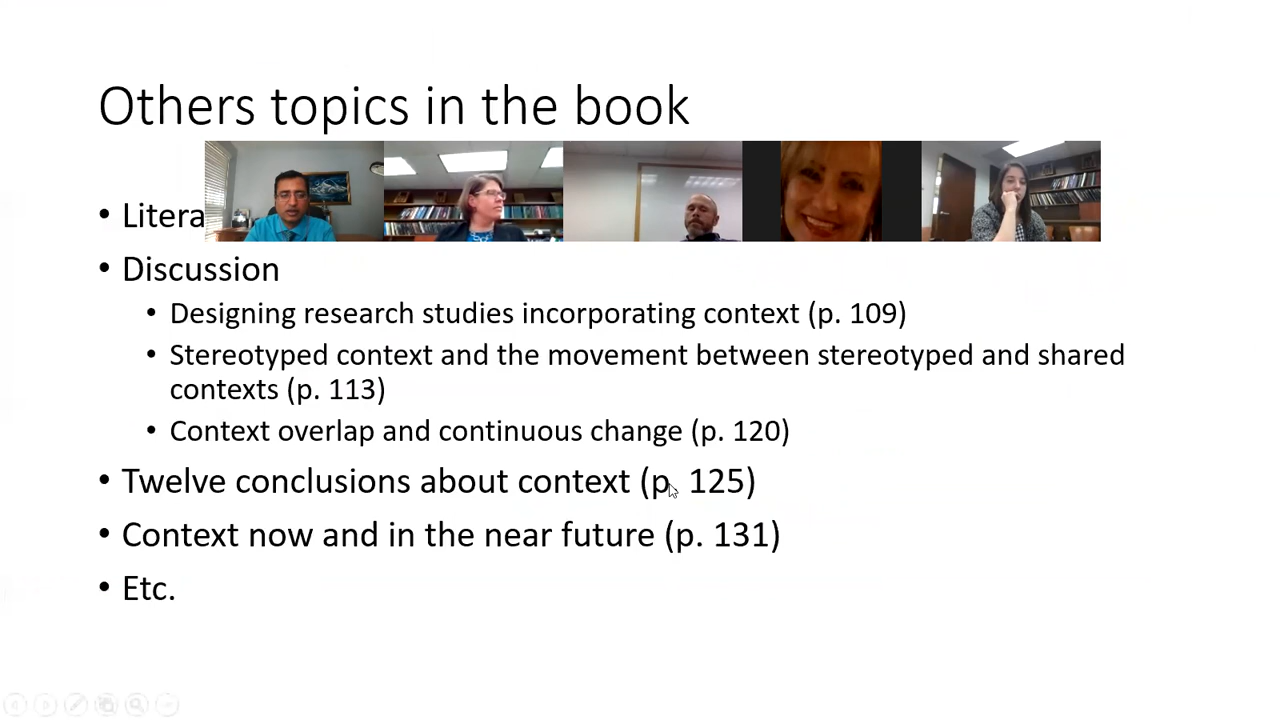 Others topics in the book
• Litera
• Discussion
• Designing research studies incorporating context (p. 109)
• Stereotyped context and the movement between stereotyped and shared
contexts (p. 113)
• Context overlap and continuous change (p. 120)
• Twelve conclusions about context (p. 125)
• Context now and in the near future (p. 131)
• Etc.